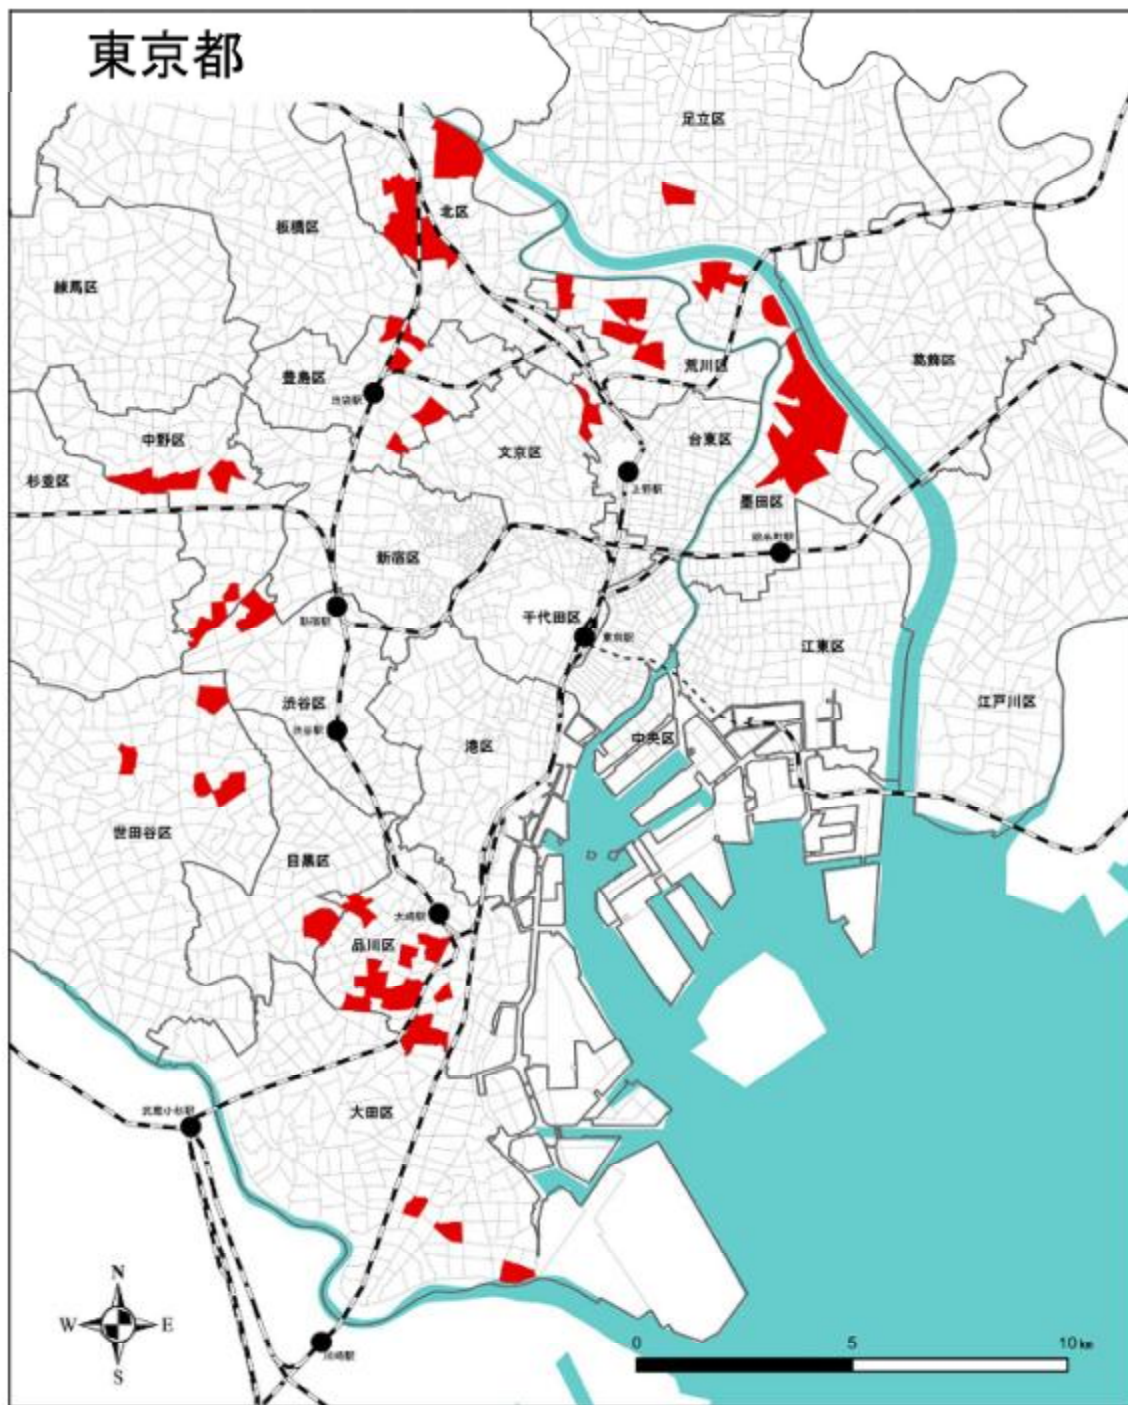 東京都
足立区
北区
板橋区
練馬区
葛飾区
荒川区
豊島区
池袋駅
中野区
台東区
文京区
杉並区
上野駅
墨田区
錦糸町駅
新宿区
千代田区
新宿駅
東京駅
江東区
江戸川区
渋谷区
渋谷駅
港区
中央区
世田谷区
目黒区
大崎駅
品川区
武蔵小杉駅
大田区
N
W
E
S
川崎駅
0
5
10 km